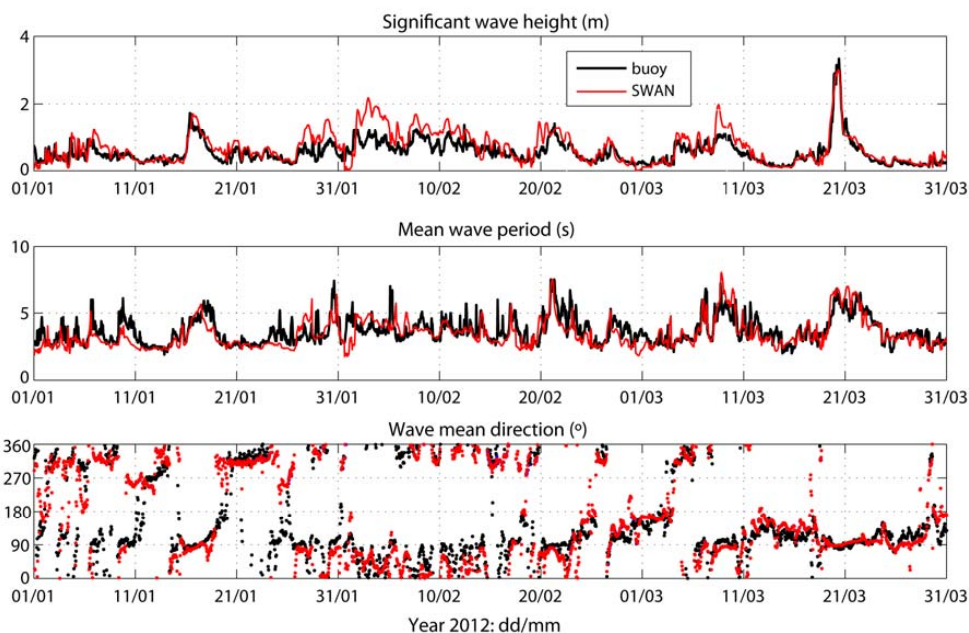 Significant wave height (m)
4
buoy
SWAN
2
0
01/01 11/01 21/01 31/01 10/02 20/02 01/03 11/03 21/03 31/03
Mean wave period (s)
10
5
0
01/01 11/01 21/01 31/01 10/02 20/02 01/03 11/03 21/03 31/03
Wave mean direction (º)
360
270
180
90
0
01/01 11/01 21/01 31/01 10/02 20/02 01/03 11/03 21/03 31/03
Year 2012: dd/mm